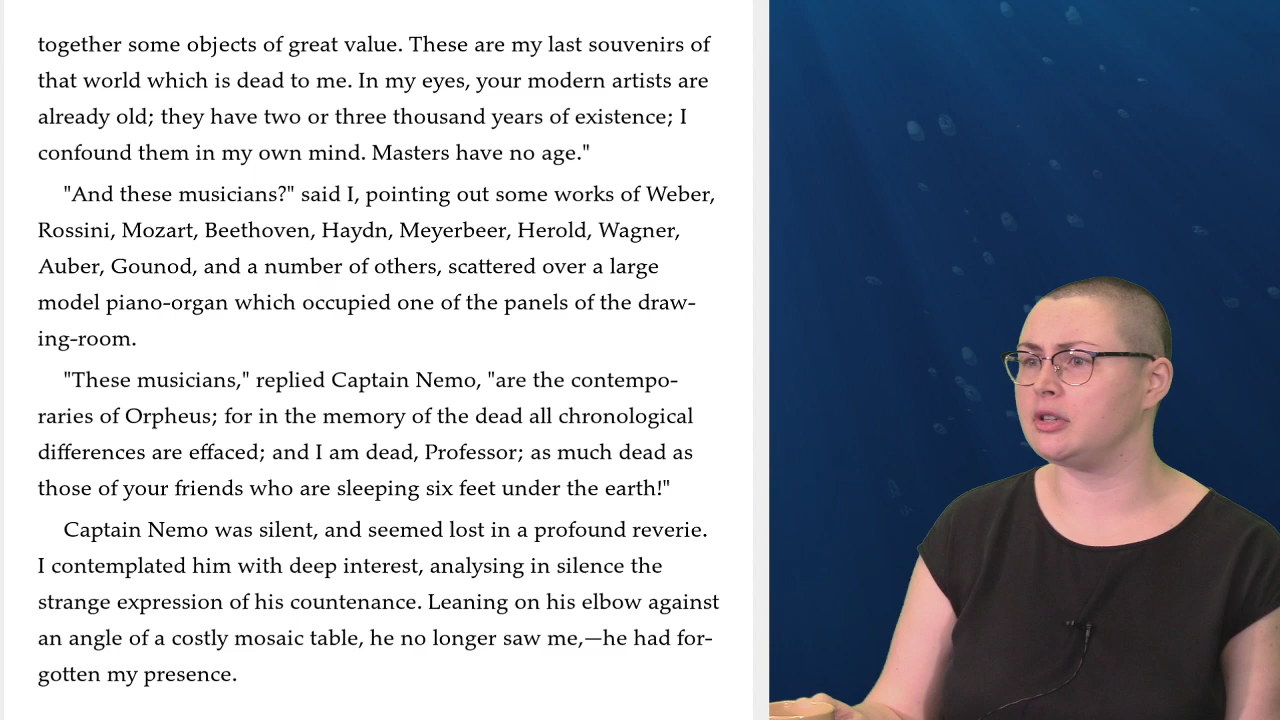 together some objects of great value. These are my last souvenirs of
that world which is dead to me. In my eyes, your modern artists are
already old; they have two or three thousand years of existence; I
confound them in my own mind. Masters have no age."
"And these musicians?" said I, pointing out some works of Weber,
Rossini, Mozart, Beethoven, Haydn, Meyerbeer, Herold, Wagner,
Auber, Gounod, and a number of others, scattered over a large
model piano-organ which occupied one of the panels of the draw-
ing-room.
"These musicians," replied Captain Nemo, "are the contempo-
raries of Orpheus; for in the memory of the dead all chronological
differences are effaced; and I am dead, Professor; as much dead as
those of your friends who are sleeping six feet under the earth!"
Captain Nemo was silent, and seemed lost in a profound reverie.
I contemplated him with deep interest, analysing in silence the
strange expression of his countenance. Leaning on his elbow against
an angle of a costly mosaic table, he no longer saw me,—he had for-
gotten my presence.